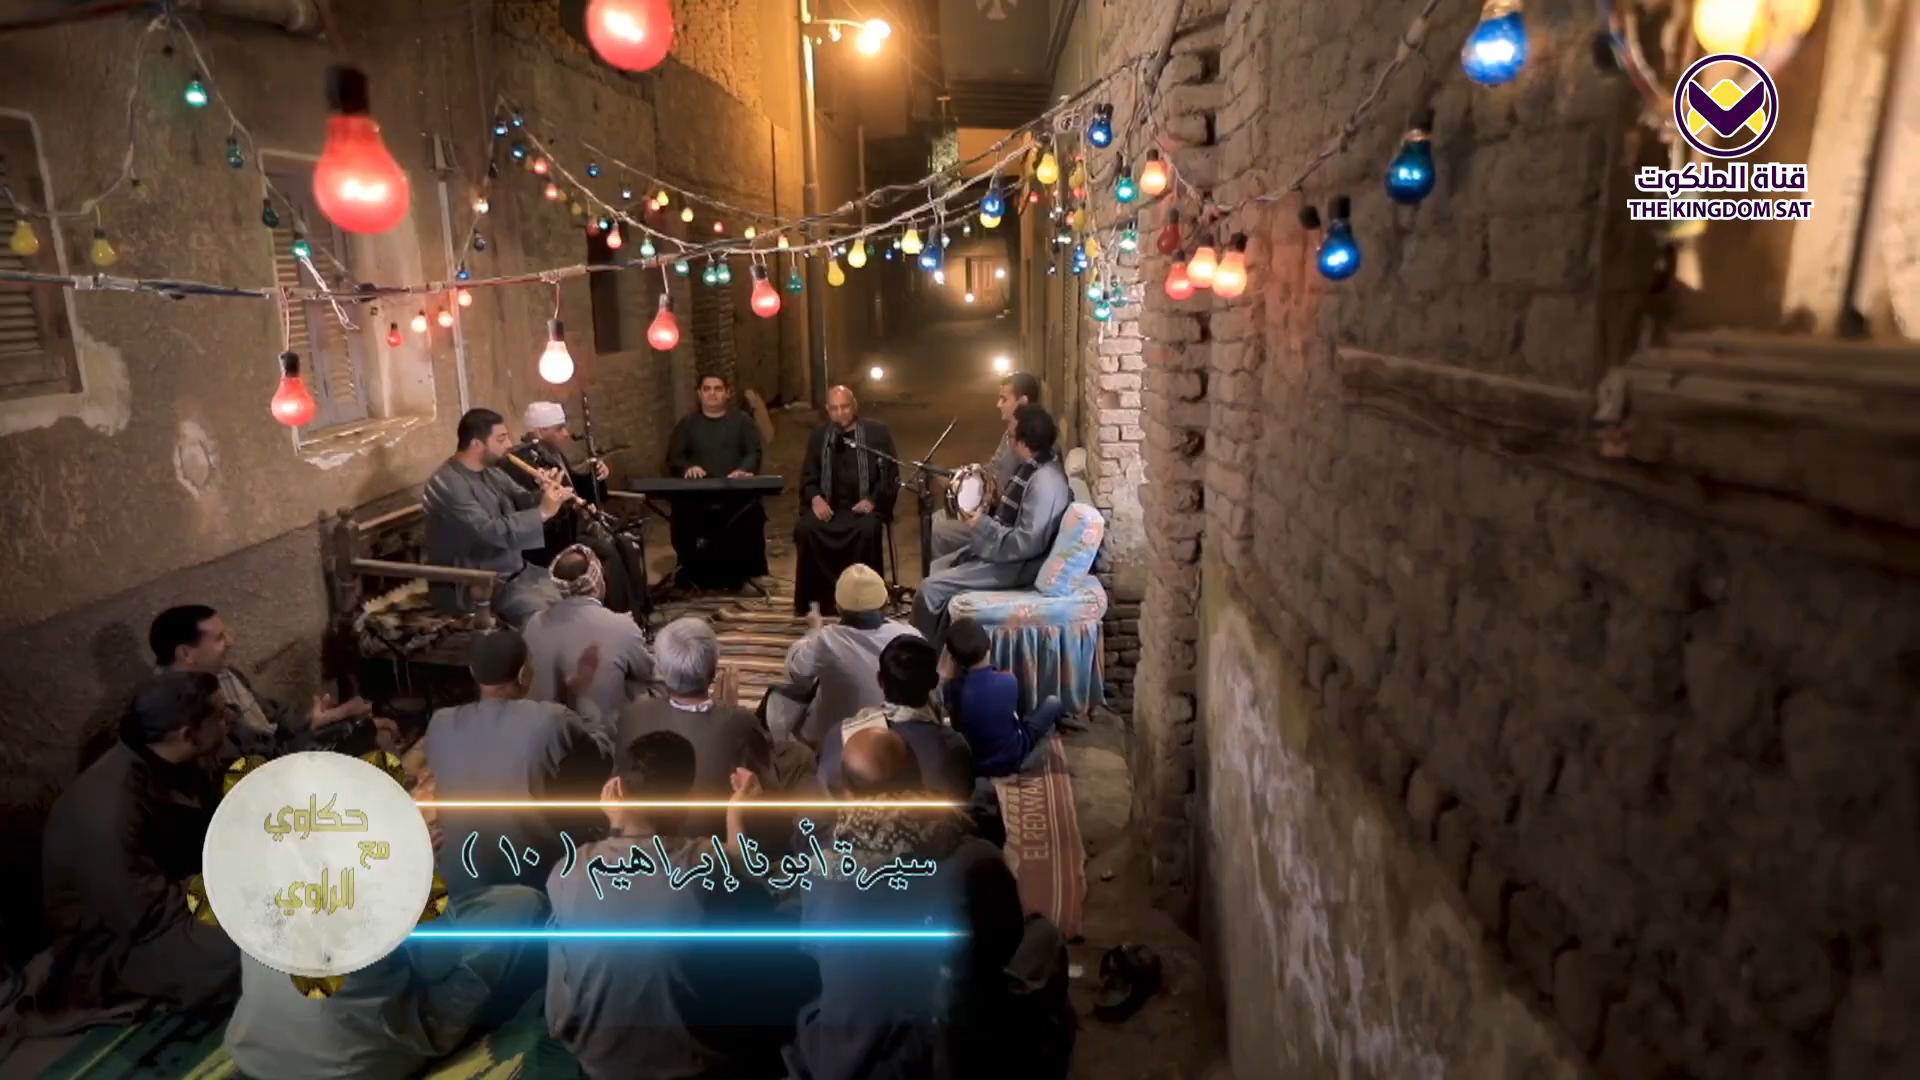 قناة الملكوت
THE KINGDOM SAT
EL REDWAN
حكاوي
مع
الراوي
سيرة أبونا إبراهيم ( ١٠ )